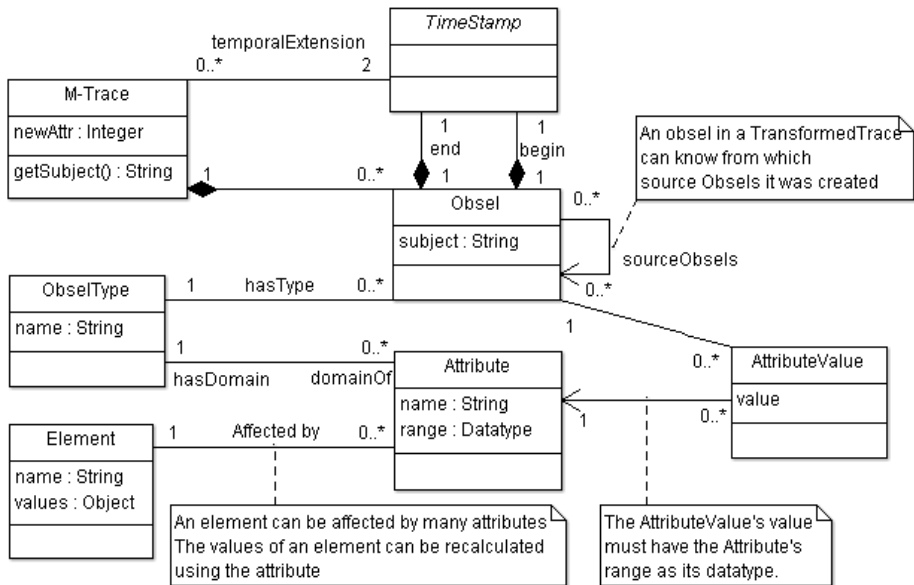 TimeStamp
temporalExtension
0..*
2
M-Trace
newAttr : Integer
getSubject() : String
1
0..*
1
end
1
1
begin
1
An obsel in a TransformedTrace
can know from which
source Obsels it was created
Obsel
subject : String
0..*
sourceObsels
0..*
ObselType
name : String
1
hasType
0..*
1
hasDomain
0..*
domainOf
Attribute
name : String
range : Datatype
1
0..*
AttributeValue
value
1
0..*
Element
name : String
values : Object
1
Affected by
0..*
An element can be affected by many attributes
The values of an element can be recalculated
using the attribute
The AttributeValue's value
must have the Attribute's
range as its datatype.